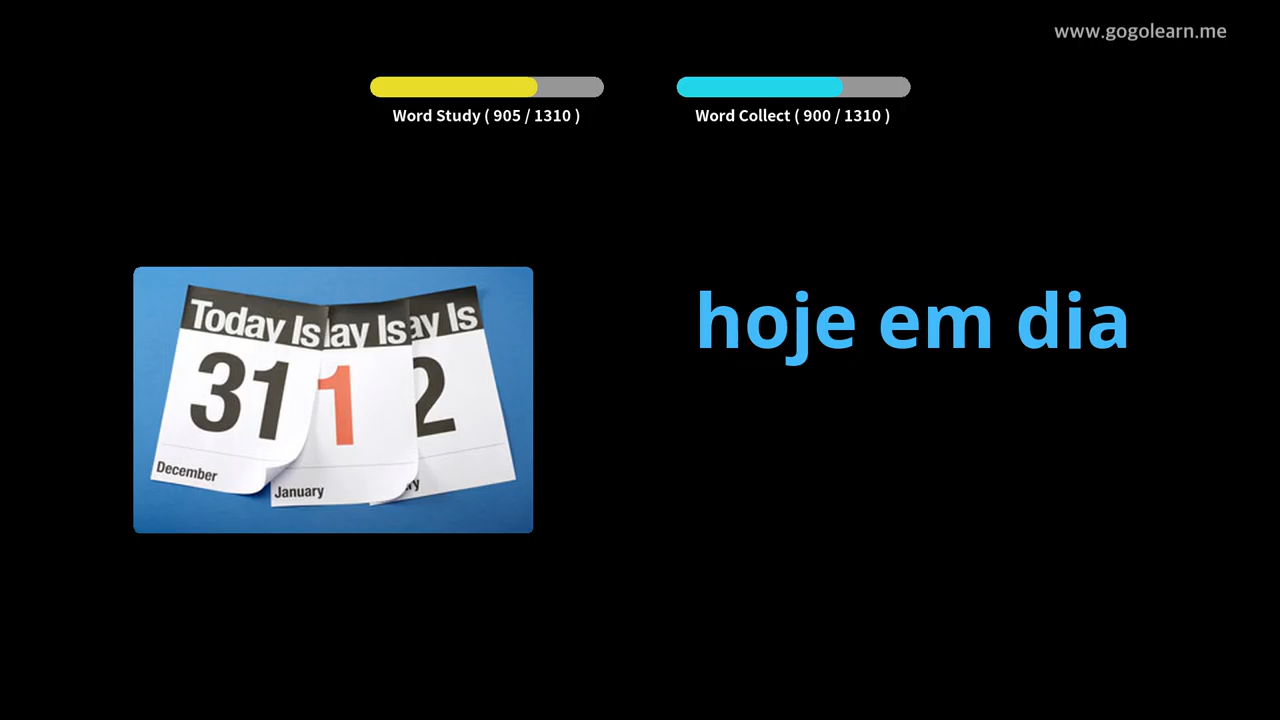 www.gogolearn.me
Word Study ( 905 / 1310 )
Word Collect ( 900 / 1310 )
Today Is
ay Is
ay Is
31
1
2
December
January
ry
hoje em dia